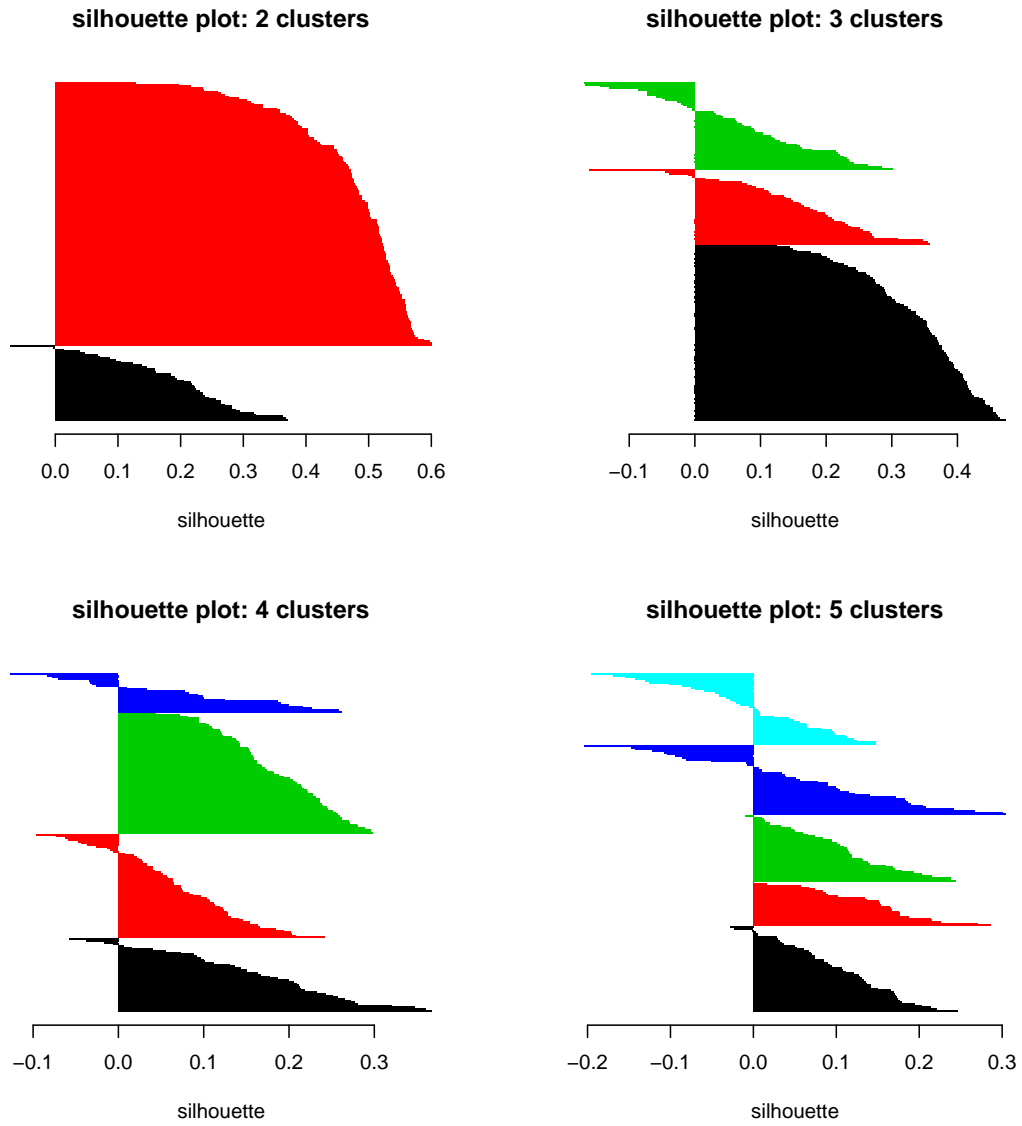 silhouette plot: 2 clusters
0.0 0.1 0.2 0.3 0.4 0.5 0.6
silhouette
silhouette plot: 3 clusters
−0.1 0.0 0.1 0.2 0.3 0.4
silhouette
silhouette plot: 4 clusters
−0.1 0.0 0.1 0.2 0.3
silhouette
silhouette plot: 5 clusters
−0.2 −0.1 0.0 0.1 0.2 0.3
silhouette